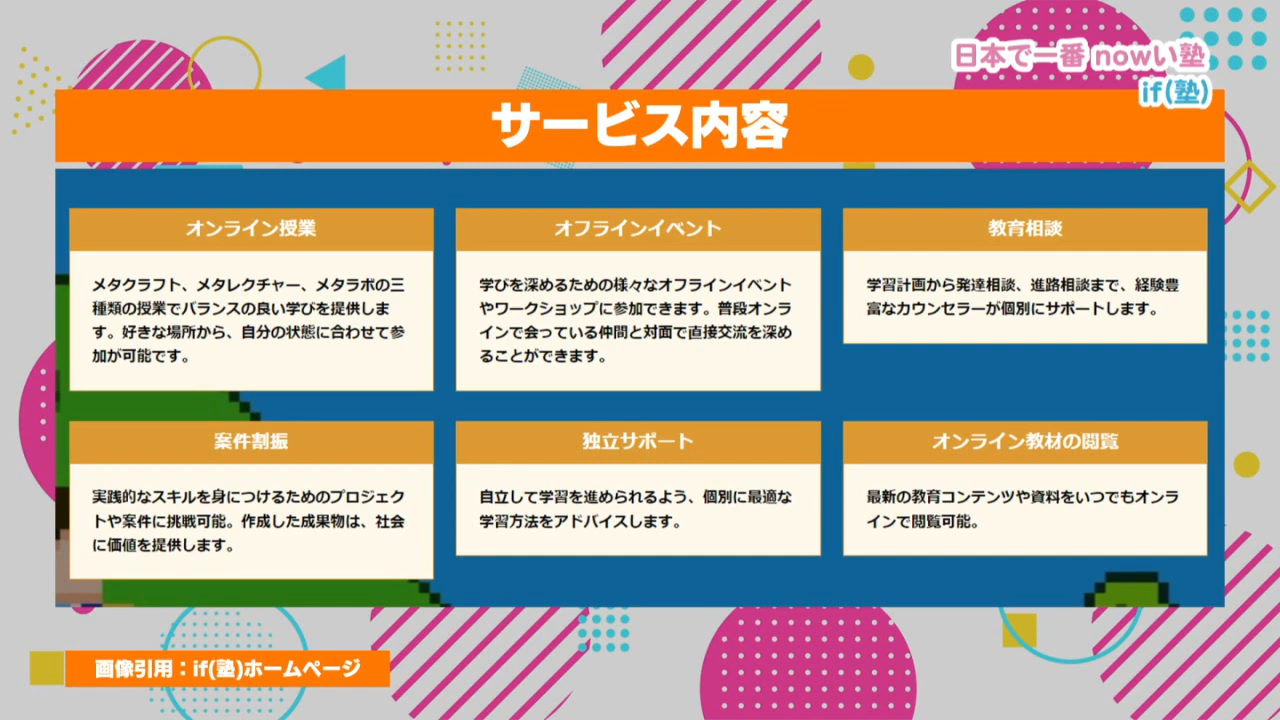 日本で一番 nowい塾
if(塾)
サービス内容
オンライン授業
メタクラフト、メタレクチャー、メタラボの三
種類の授業でバランスの良い学びを提供しま
す。好きな場所から、自分の状態に合わせて参
加が可能です。
オフラインイベント
学びを深めるための様々なオフラインイベント
やワークショップに参加できます。普段オンラ
インで会っている仲間と対面で直接交流を深め
ることができます。
教育相談
学習計画から発達相談、進路相談まで、経験豊
富なカウンセラーが個別にサポートします。
案件割振
実践的なスキルを身につけるためのプロジェク
トや案件に挑戦可能。作成した成果物は、社会
に価値を提供します。
独立サポート
自立して学習を進められるよう、個別に最適な
学習方法をアドバイスします。
オンライン教材の閲覧
最新の教育コンテンツや資料をいつでもオンラ
インで閲覧可能。
画像引用：if(塾)ホームページ